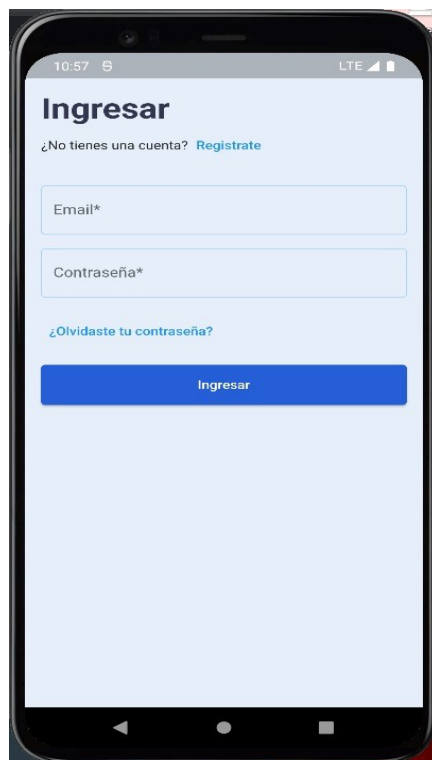 10:57 LTE
Ingresar
¿No tienes una cuenta? Registrate
Email*
Contraseña*
¿Olvidaste tu contraseña?
Ingresar